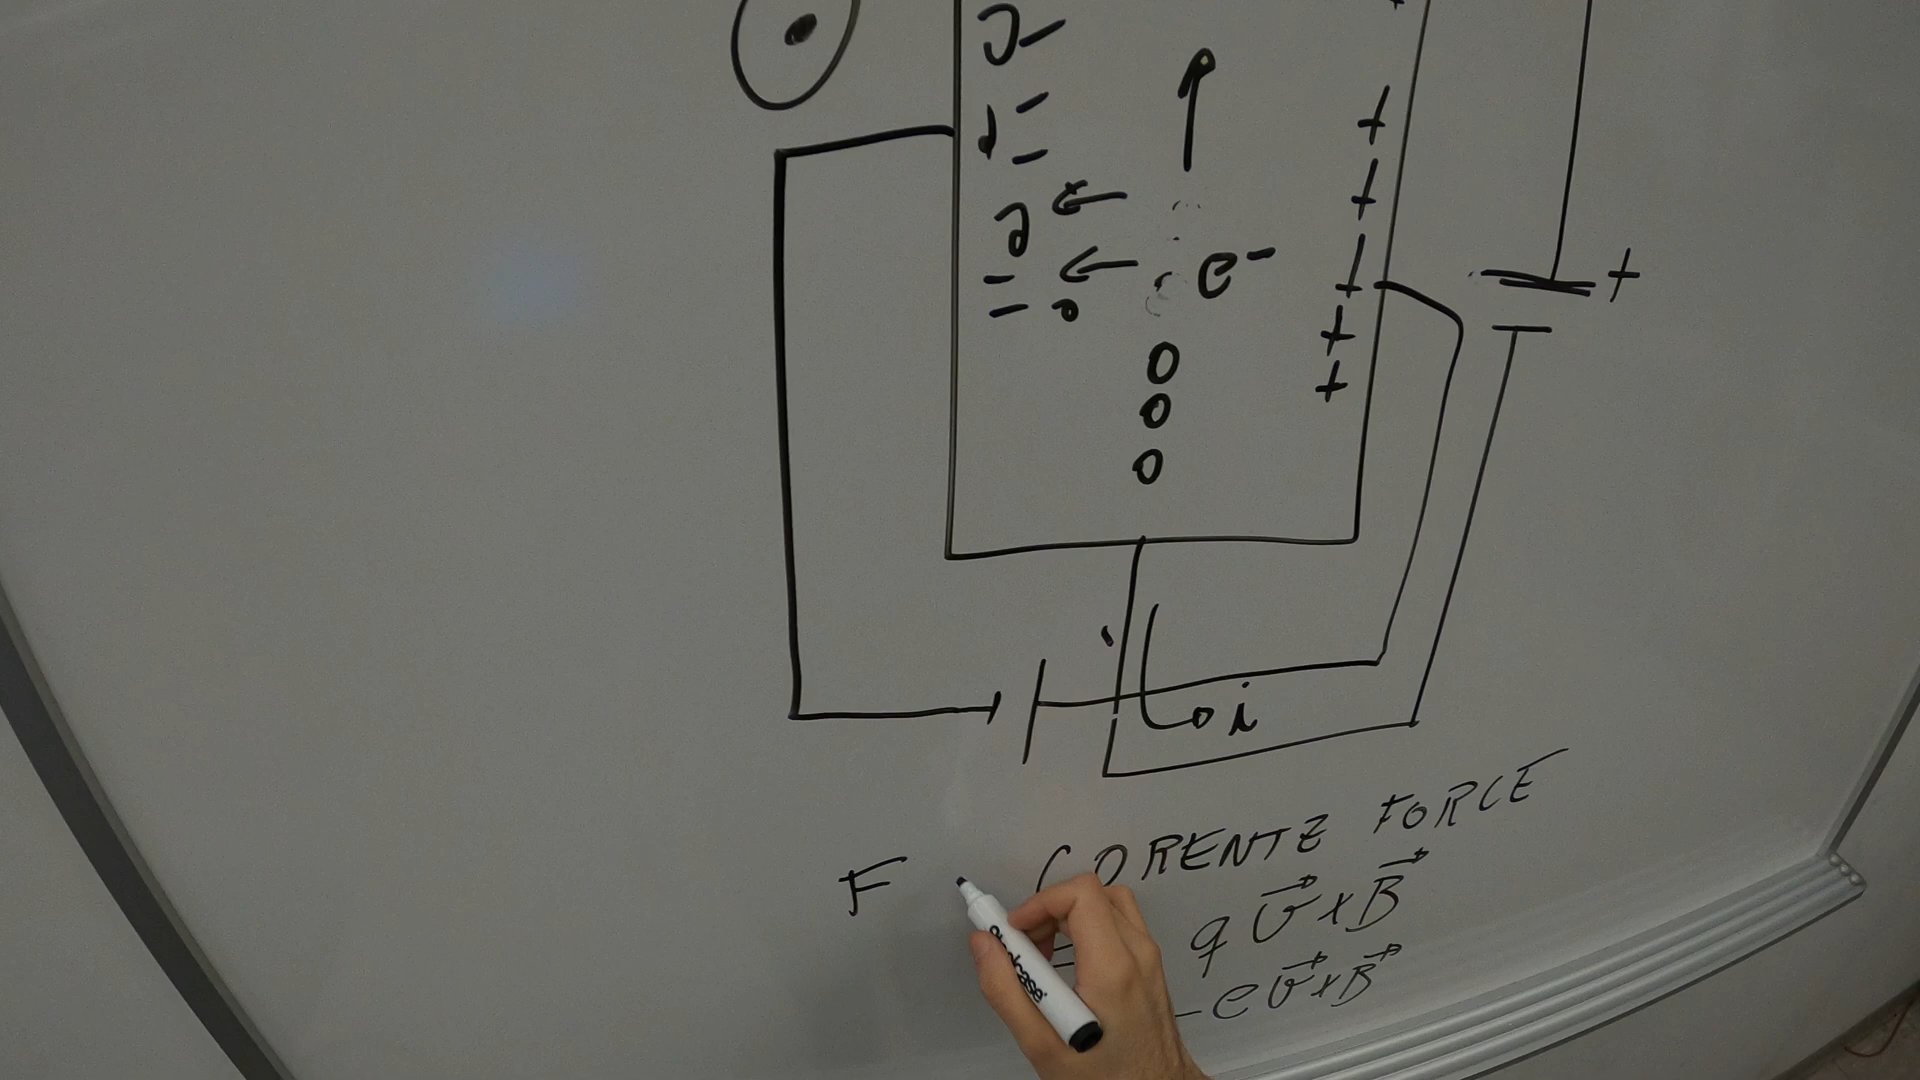 e⁻
+
i
LORENTZ FORCE
F
= q v⃗ x B⃗
- e v⃗ x B⃗